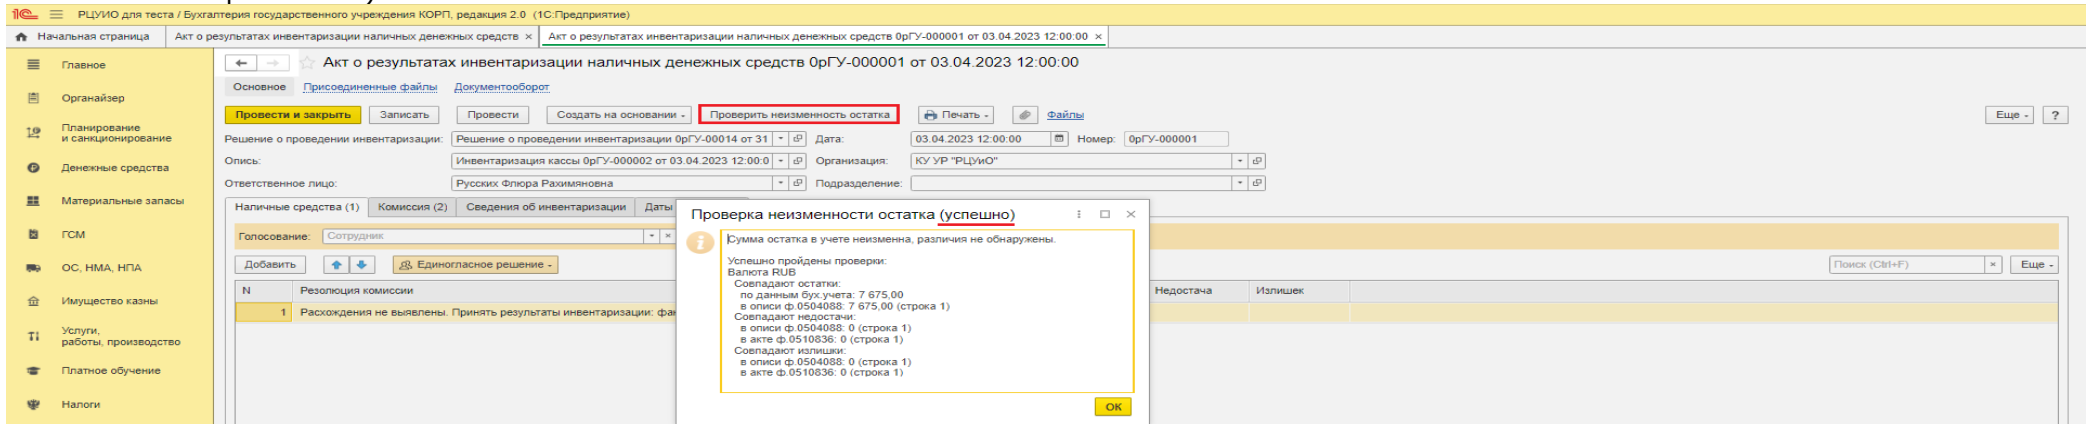 РЦУИО для теста / Бухгалтерия государственного учреждения КОРП, редакция 2.0 (1С:Предприятие)
Начальная страница Акт о результатах инвентаризации наличных денежных средств × Акт о результатах инвентаризации наличных денежных средств 0рГУ-000001 от 03.04.2023 12:00:00 ×
Главное
Органайзер
Планирование
и санкционирование
Денежные средства
Материальные запасы
ГСМ
ОС, НМА, НПА
Имущество казны
Услуги,
работы, производство
Платное обучение
Налоги
Акт о результатах инвентаризации наличных денежных средств 0рГУ-000001 от 03.04.2023 12:00:00
Основное Присоединенные файлы Документооборот
Провести и закрыть Записать Провести Создать на основании Проверить неизменность остатка Печать Файлы Еще ?
Решение о проведении инвентаризации: Решение о проведении инвентаризации 0рГУ-00014 от 31 Дата: 03.04.2023 12:00:00 Номер: 0рГУ-000001
Опись: Инвентаризация кассы 0рГУ-000002 от 03.04.2023 12:00:0 Организация: КУ УР "РЦУиО"
Ответственное лицо: Русских Флюра Рахимяновна Подразделение:
Наличные средства (1) Комиссия (2) Сведения об инвентаризации Даты
Голосование: Сотрудник
Добавить Единогласное решение Поиск (Ctrl+F) × Еще
N Резолюция комиссии Недостача Излишек
1 Расхождения не выявлены. Принять результаты инвентаризации: фак
Проверка неизменности остатка (успешно)
Сумма остатка в учете неизменна, различия не обнаружены.
Успешно пройдены проверки:
Валюта RUB
Совпадают остатки:
по данным бух.учета: 7 675,00
в описи ф.0504088: 7 675,00 (строка 1)
Совпадают недостачи:
в описи ф.0504088: 0 (строка 1)
в акте ф.0510836: 0 (строка 1)
Совпадают излишки:
в описи ф.0504088: 0 (строка 1)
в акте ф.0510836: 0 (строка 1)
ОК